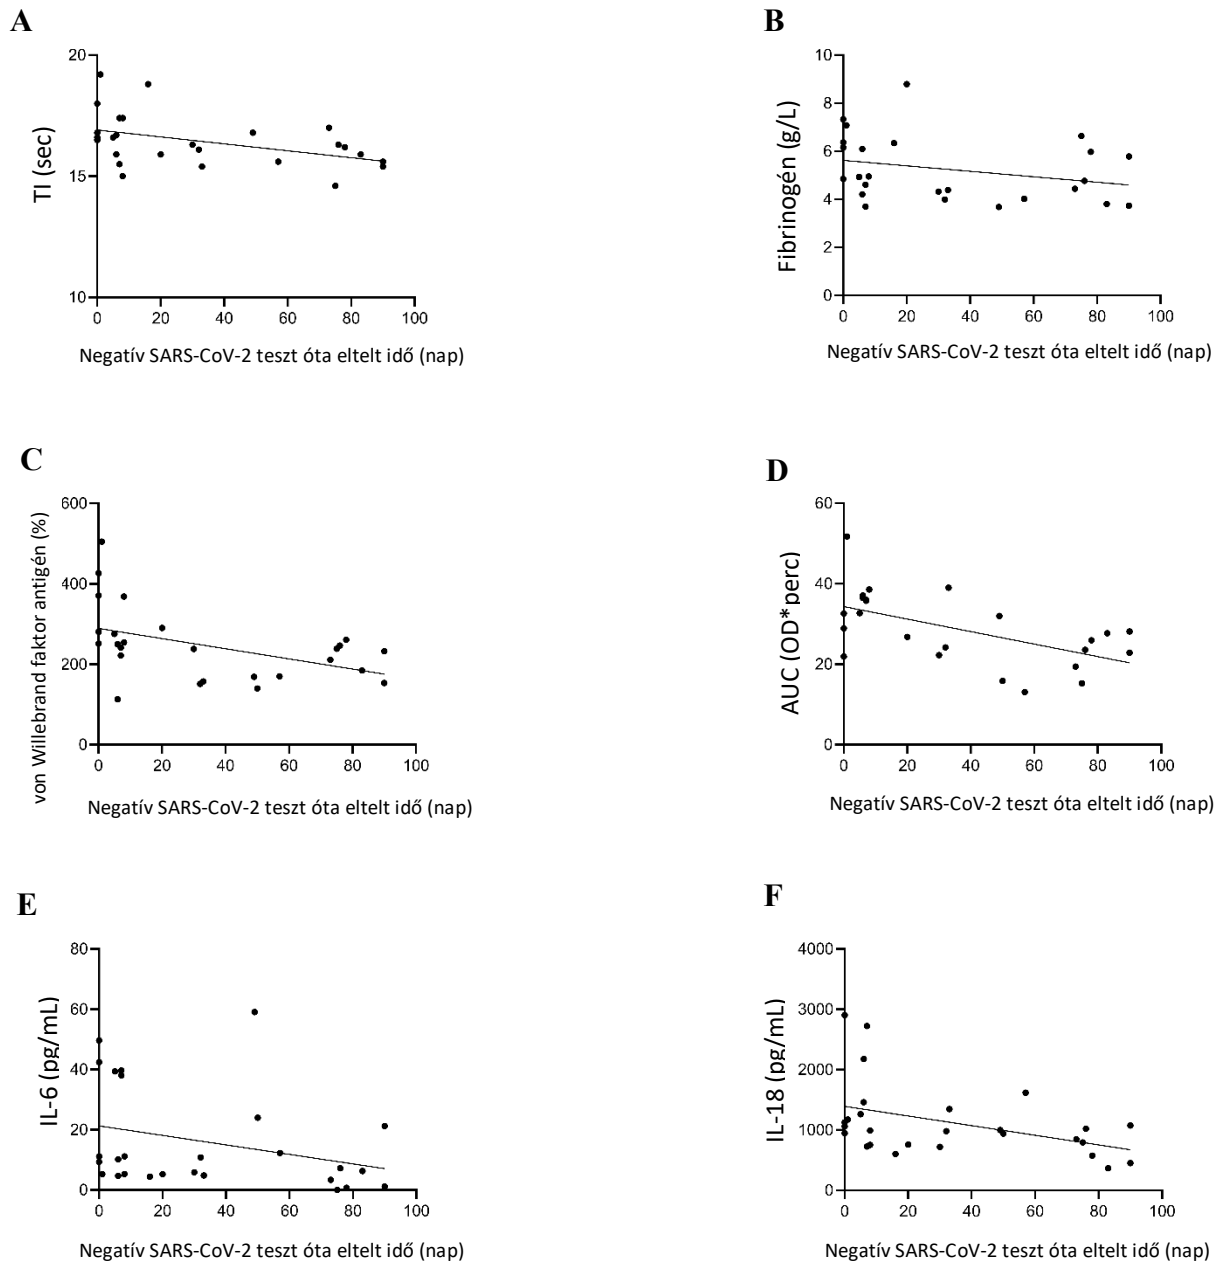 A
TI (sec)
20
15
10
0 20 40 60 80 100
Negatív SARS-CoV-2 teszt óta eltelt idő (nap)
B
Fibrinogén (g/L)
10
8
6
4
2
0
0 20 40 60 80 100
Negatív SARS-CoV-2 teszt óta eltelt idő (nap)
C
von Willebrand faktor antigén (%)
600
400
200
0
0 20 40 60 80 100
Negatív SARS-CoV-2 teszt óta eltelt idő (nap)
D
AUC (OD*perc)
60
40
20
0
0 20 40 60 80 100
Negatív SARS-CoV-2 teszt óta eltelt idő (nap)
E
IL-6 (pg/mL)
80
60
40
20
0
0 20 40 60 80 100
Negatív SARS-CoV-2 teszt óta eltelt idő (nap)
F
IL-18 (pg/mL)
4000
3000
2000
1000
0
0 20 40 60 80 100
Negatív SARS-CoV-2 teszt óta eltelt idő (nap)